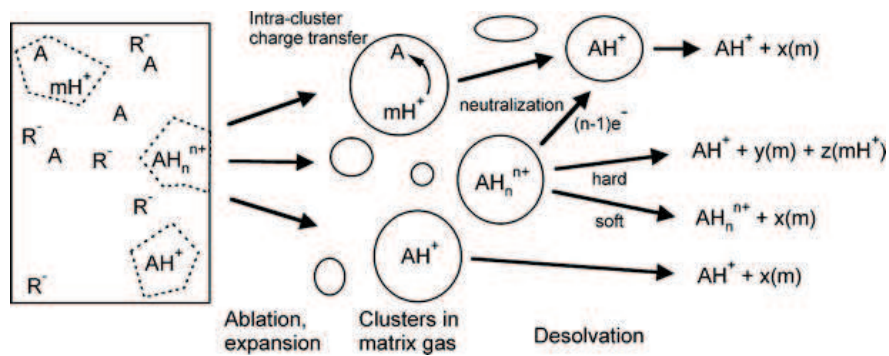 A
mH⁺
R⁻
A
A
R⁻
A
R⁻
AHₙⁿ⁺
R⁻
AH⁺
R⁻
Intra-cluster
charge transfer
A
mH⁺
neutralization
AH⁺
AH⁺ + x(m)
(n-1)e⁻
AHₙⁿ⁺
hard
soft
AH⁺ + y(m) + z(mH⁺)
AHₙⁿ⁺ + x(m)
AH⁺
AH⁺ + x(m)
Ablation,
expansion
Clusters in
matrix gas
Desolvation